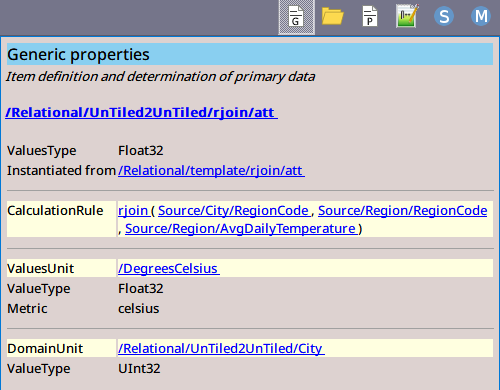 G P S M
Generic properties
Item definition and determination of primary data
/Relational/UnTiled2UnTiled/rjoin/att
ValuesType Float32
Instantiated from /Relational/template/rjoin/att
CalculationRule rjoin ( Source/City/RegionCode , Source/Region/RegionCode
, Source/Region/AvgDailyTemperature )
ValuesUnit /DegreesCelsius
ValueType Float32
Metric celsius
DomainUnit /Relational/UnTiled2UnTiled/City
ValueType UInt32